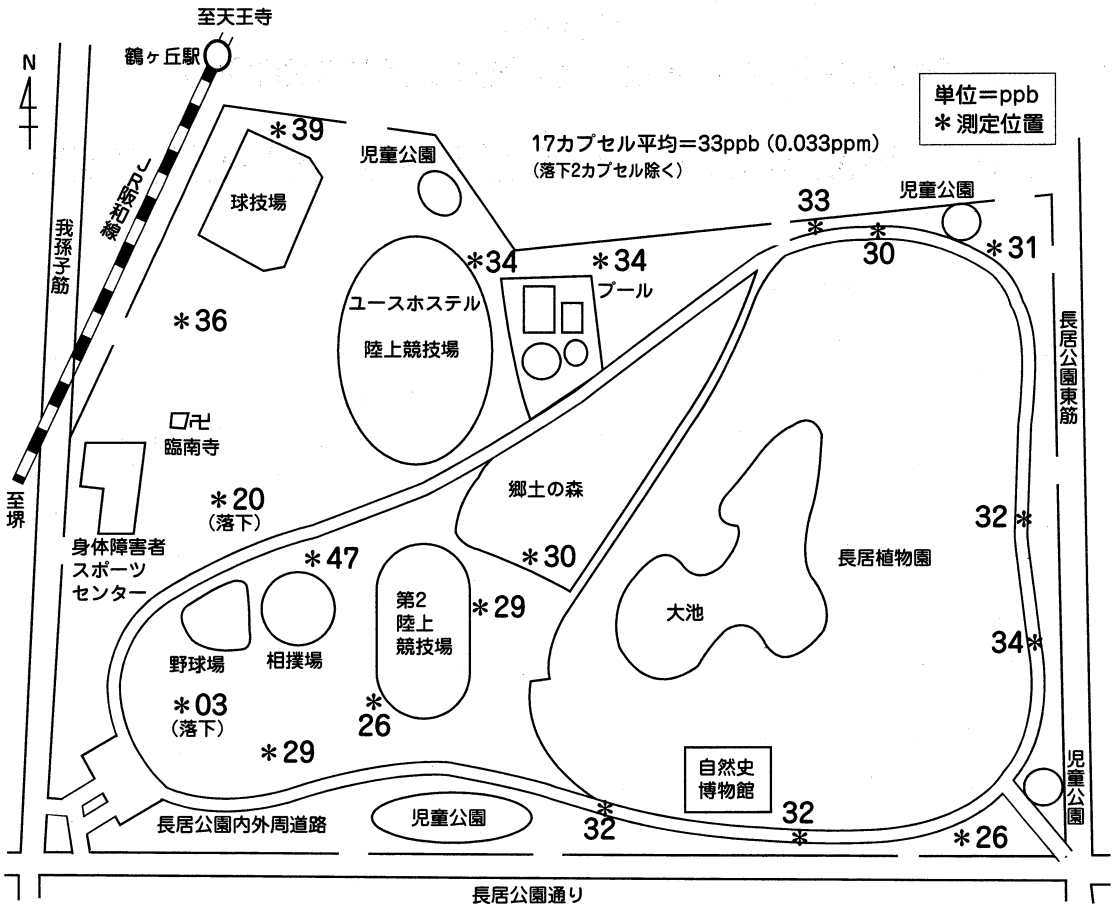 至天王寺
鶴ヶ丘駅
N
単位＝ppb
＊測定位置
＊39
17カプセル平均＝33ppb（0.033ppm）
（落下2カプセル除く）
児童公園
児童公園
球技場
JR阪和線
我孫子筋
33
＊
＊
30
＊31
＊34
＊34
プール
ユースホステル
陸上競技場
＊36
長居公園東筋
臨南寺
郷土の森
至堺
＊20
（落下）
32＊
身体障害者
スポーツ
センター
＊47
＊30
長居植物園
第2
陸上
競技場
＊29
大池
34＊
野球場
相撲場
＊03
（落下）
＊
26
＊29
自然史
博物館
児童公園
長居公園内外周道路
児童公園
＊
32
32
＊
＊26
長居公園通り